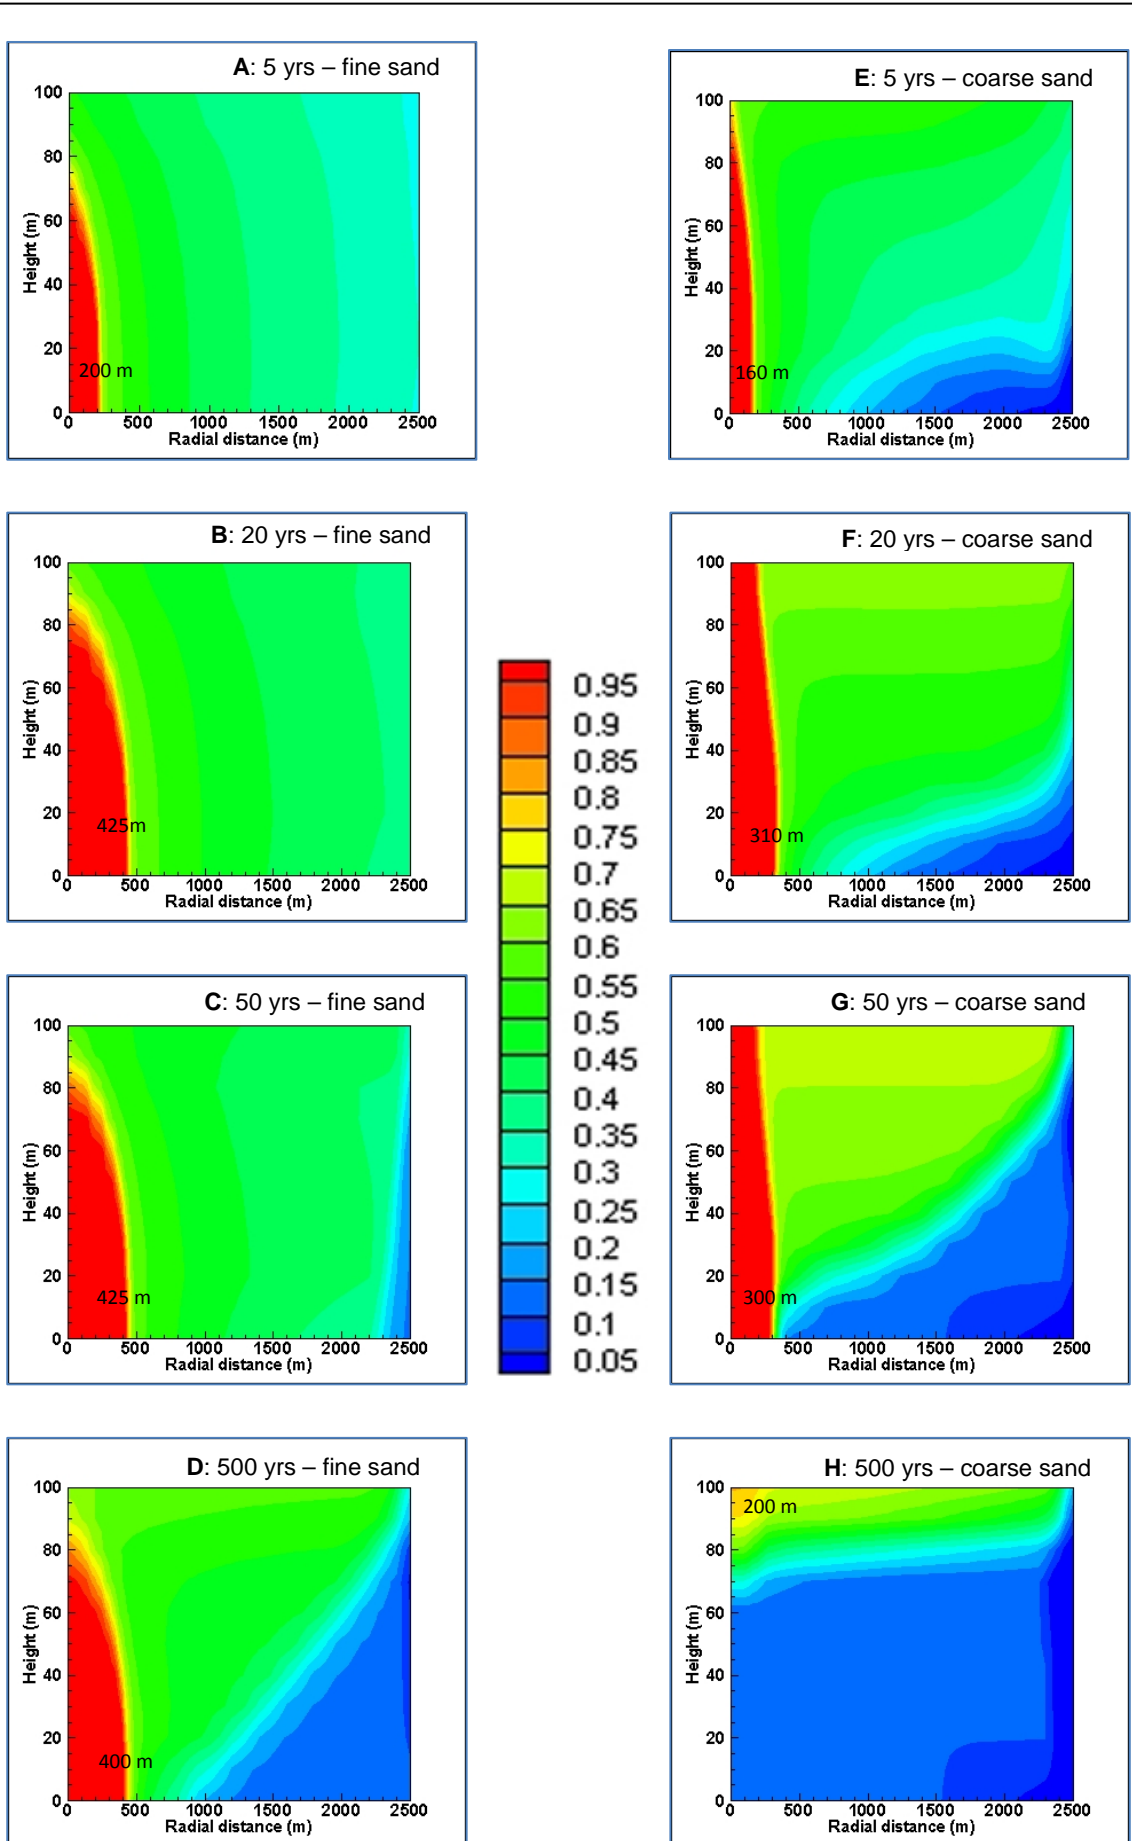 A: 5 yrs – fine sand
100
80
60
40
20
0
Height (m)
200 m
0 500 1000 1500 2000 2500
Radial distance (m)
E: 5 yrs – coarse sand
100
80
60
40
20
0
Height (m)
160 m
0 500 1000 1500 2000 2500
Radial distance (m)
B: 20 yrs – fine sand
100
80
60
40
20
0
Height (m)
425m
0 500 1000 1500 2000 2500
Radial distance (m)
F: 20 yrs – coarse sand
100
80
60
40
20
0
Height (m)
310 m
0 500 1000 1500 2000 2500
Radial distance (m)
0.95
0.9
0.85
0.8
0.75
0.7
0.65
0.6
0.55
0.5
0.45
0.4
0.35
0.3
0.25
0.2
0.15
0.1
0.05
C: 50 yrs – fine sand
100
80
60
40
20
0
Height (m)
425 m
0 500 1000 1500 2000 2500
Radial distance (m)
G: 50 yrs – coarse sand
100
80
60
40
20
0
Height (m)
300 m
0 500 1000 1500 2000 2500
Radial distance (m)
D: 500 yrs – fine sand
100
80
60
40
20
0
Height (m)
400 m
0 500 1000 1500 2000 2500
Radial distance (m)
H: 500 yrs – coarse sand
100
80
60
40
20
0
Height (m)
200 m
0 500 1000 1500 2000 2500
Radial distance (m)